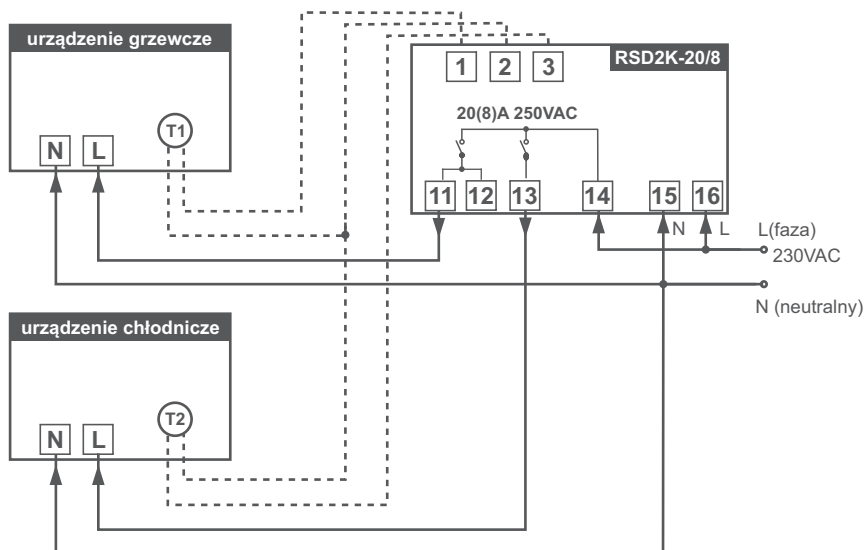 urządzenie grzewcze
T1
N L
RSD2K-20/8
1 2 3
20(8)A 250VAC
11 12 13 14 15 16
N L
L(faza)
230VAC
N (neutralny)
urządzenie chłodnicze
T2
N L